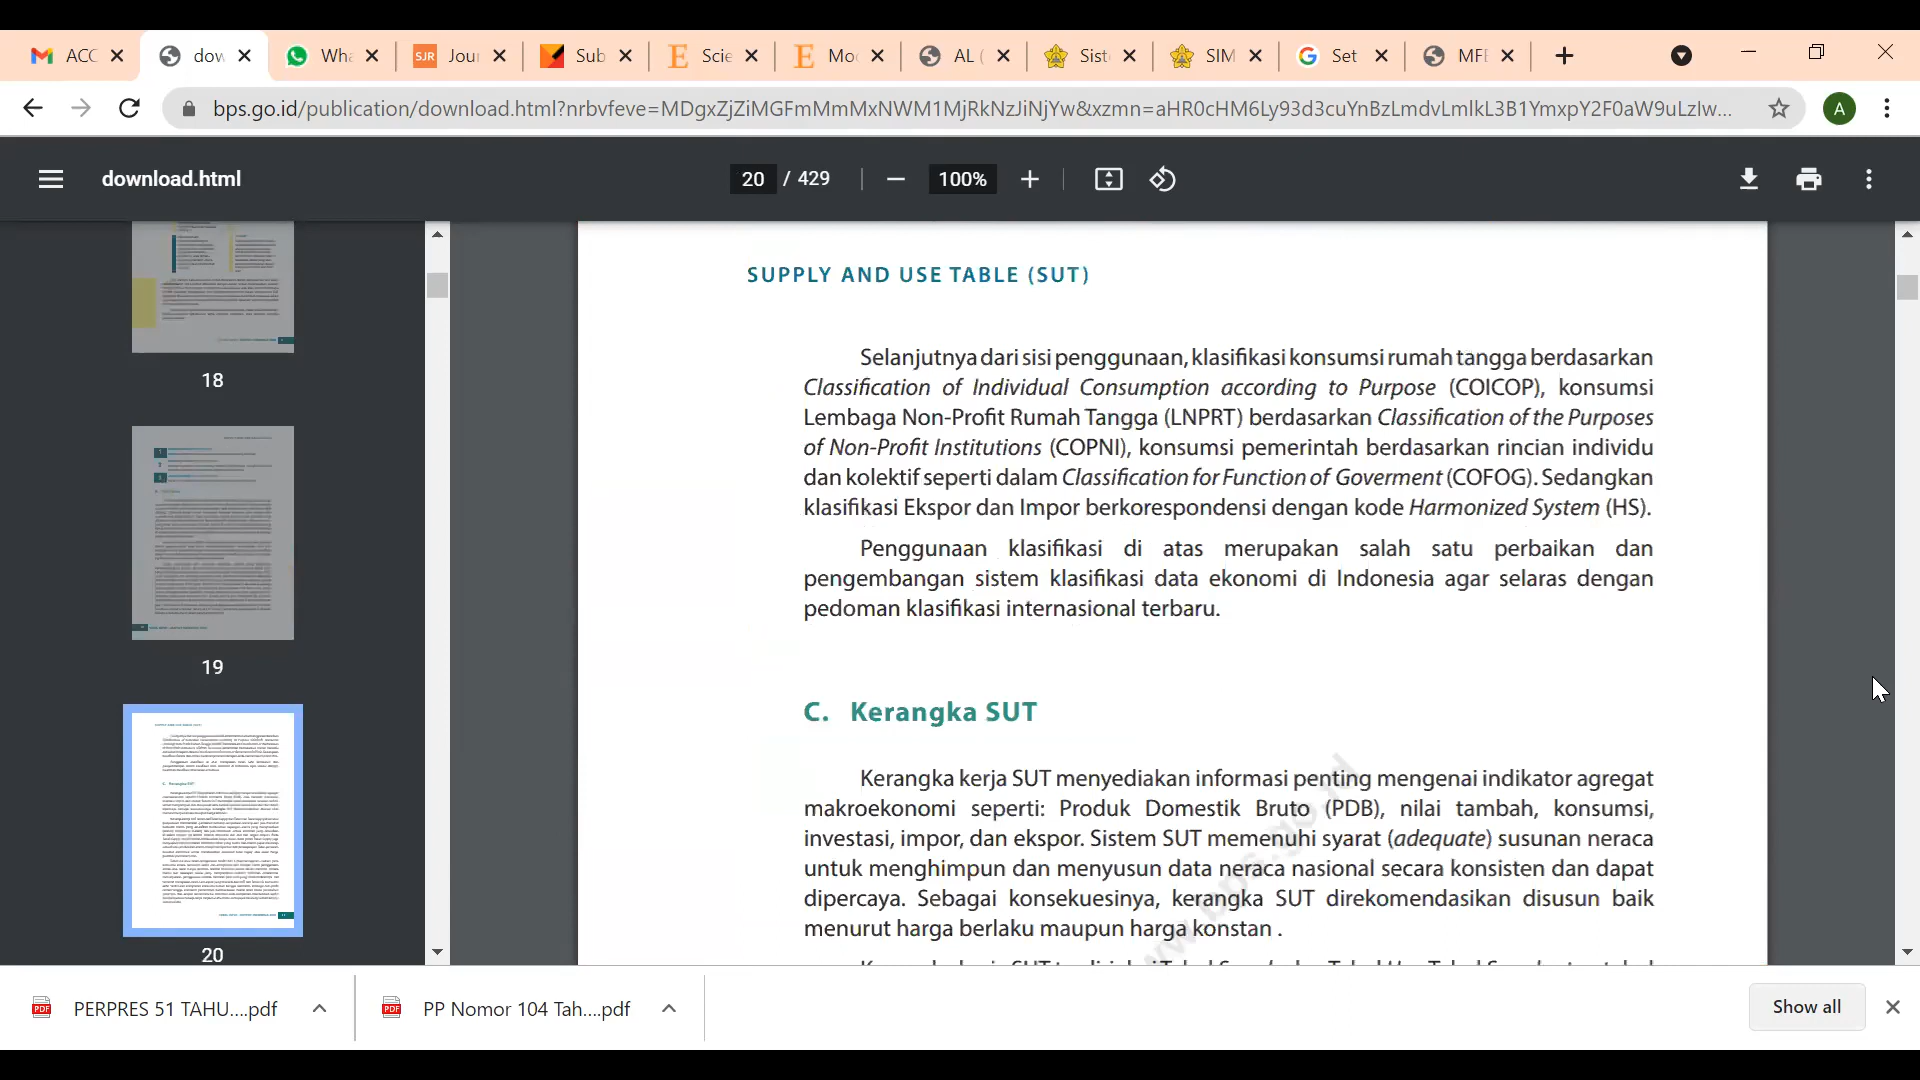 ACC
dow
Wha
SJR
Jour
Sub
E
Scie
E
Mo
AL (
Sist
SIM
Set
MFE
bps.go.id/publication/download.html?nrbvfeve=MDgxZjZiMGFmMmMxNWM1MjRkNzJiNjYw&xzmn=aHR0cHM6Ly93d3cuYnBzLmdvLmlkL3B1YmxpY2F0aW9uLzIw...
A
download.html
20 / 429
100%
18
19
20
SUPPLY AND USE TABLE (SUT)
Selanjutnya dari sisi penggunaan, klasifikasi konsumsi rumah tangga berdasarkan
Classification of Individual Consumption according to Purpose (COICOP), konsumsi
Lembaga Non-Profit Rumah Tangga (LNPRT) berdasarkan Classification of the Purposes
of Non-Profit Institutions (COPNI), konsumsi pemerintah berdasarkan rincian individu
dan kolektif seperti dalam Classification for Function of Goverment (COFOG). Sedangkan
klasifikasi Ekspor dan Impor berkorespondensi dengan kode Harmonized System (HS).
Penggunaan klasifikasi di atas merupakan salah satu perbaikan dan
pengembangan sistem klasifikasi data ekonomi di Indonesia agar selaras dengan
pedoman klasifikasi internasional terbaru.
C. Kerangka SUT
Kerangka kerja SUT menyediakan informasi penting mengenai indikator agregat
makroekonomi seperti: Produk Domestik Bruto (PDB), nilai tambah, konsumsi,
investasi, impor, dan ekspor. Sistem SUT memenuhi syarat (adequate) susunan neraca
untuk menghimpun dan menyusun data neraca nasional secara konsisten dan dapat
dipercaya. Sebagai konsekuesinya, kerangka SUT direkomendasikan disusun baik
menurut harga berlaku maupun harga konstan .
PDF
PERPRES 51 TAHU....pdf
PDF
PP Nomor 104 Tah....pdf
Show all